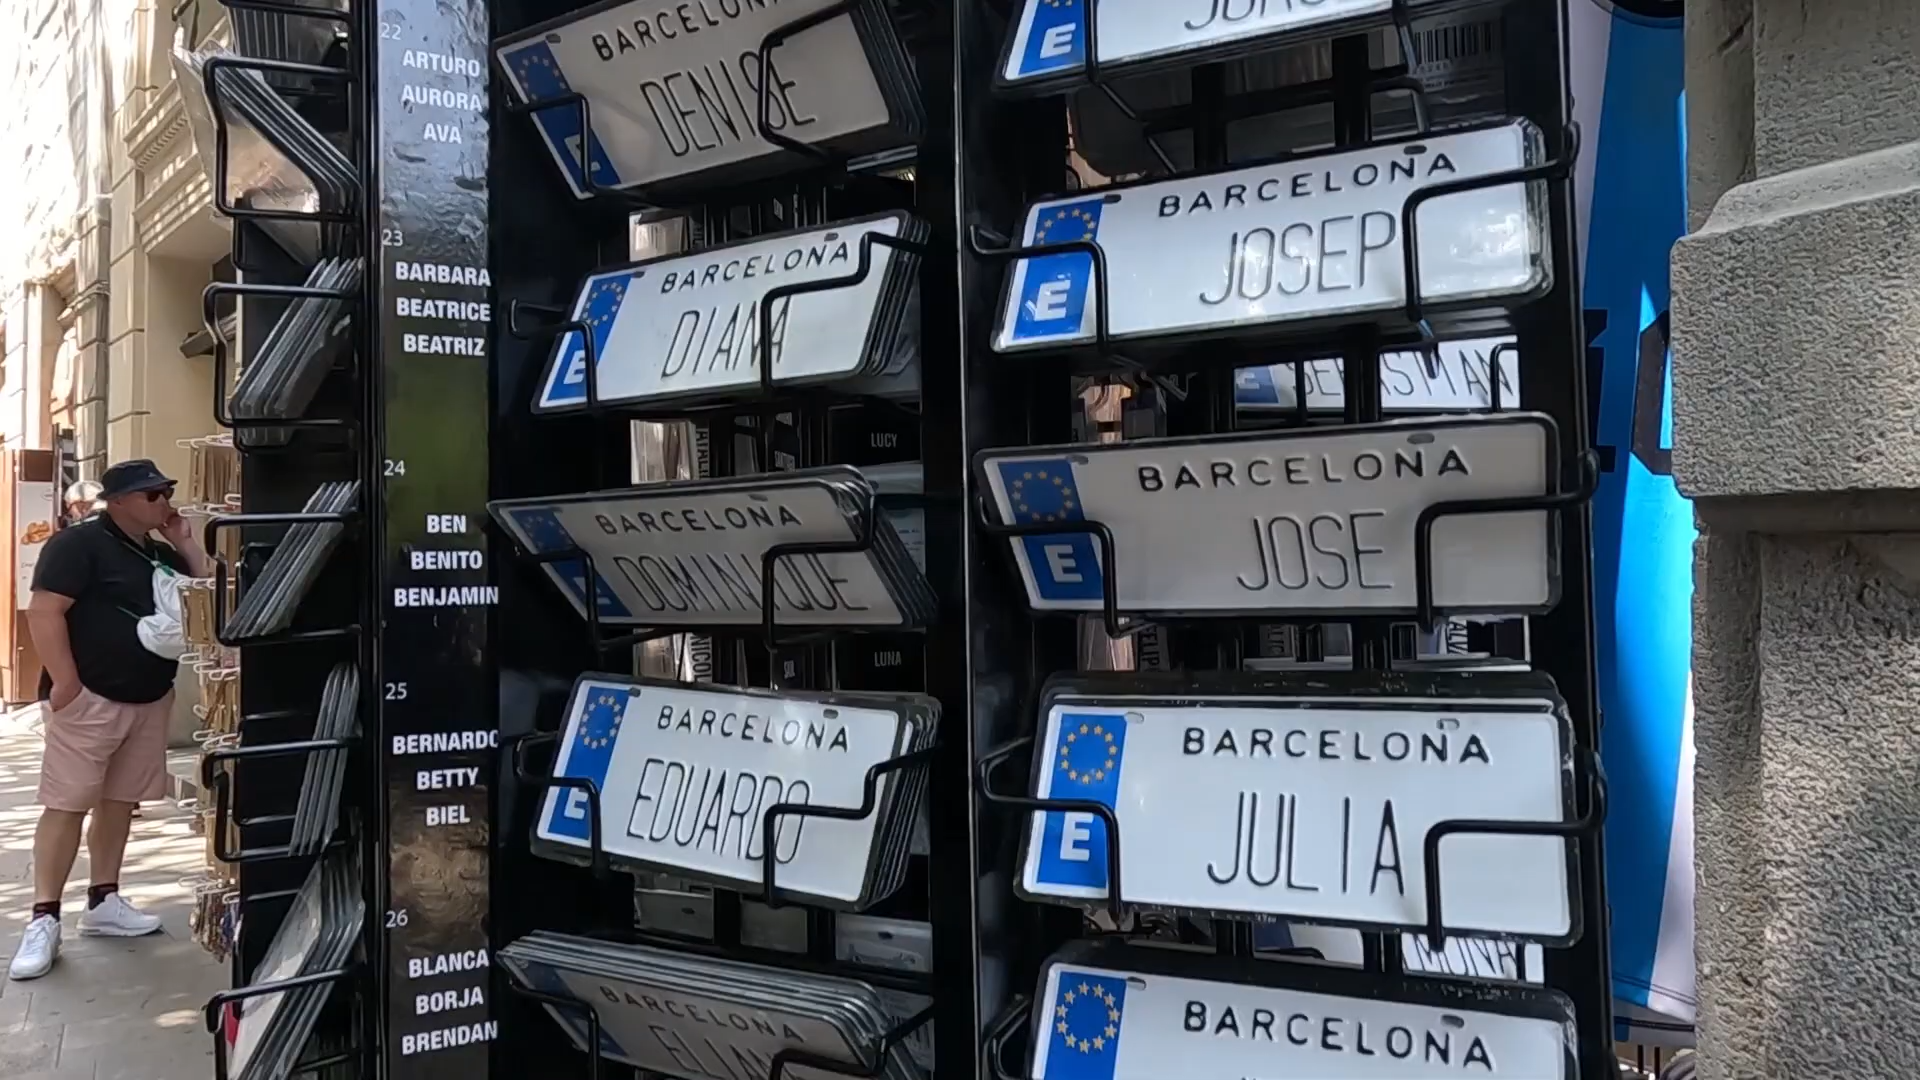 22
ARTURO
AURORA
AVA
23
BARBARA
BEATRICE
BEATRIZ
24
BEN
BENITO
BENJAMIN
25
BERNARDO
BETTY
BIEL
26
BLANCA
BORJA
BRENDAN
BARCELONA
E
DENISE
BARCELONA
E
DIANA
LUCY
BARCELONA
E
DOMINIQUE
LUNA
BARCELONA
E
EDUARDO
BARCELONA
E
BARCELONA
E
JOSEP
E
SEBASTIAN
BARCELONA
E
JOSE
BARCELONA
E
JULIA
BARCELONA